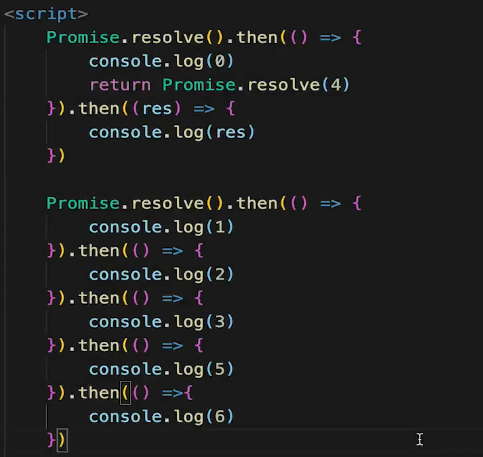 <script>
    Promise.resolve().then(() => {
        console.log(0)
        return Promise.resolve(4)
    }).then((res) => {
        console.log(res)
    })

    Promise.resolve().then(() => {
        console.log(1)
    }).then(() => {
        console.log(2)
    }).then(() => {
        console.log(3)
    }).then(() => {
        console.log(5)
    }).then(() =>{
        console.log(6)
    })